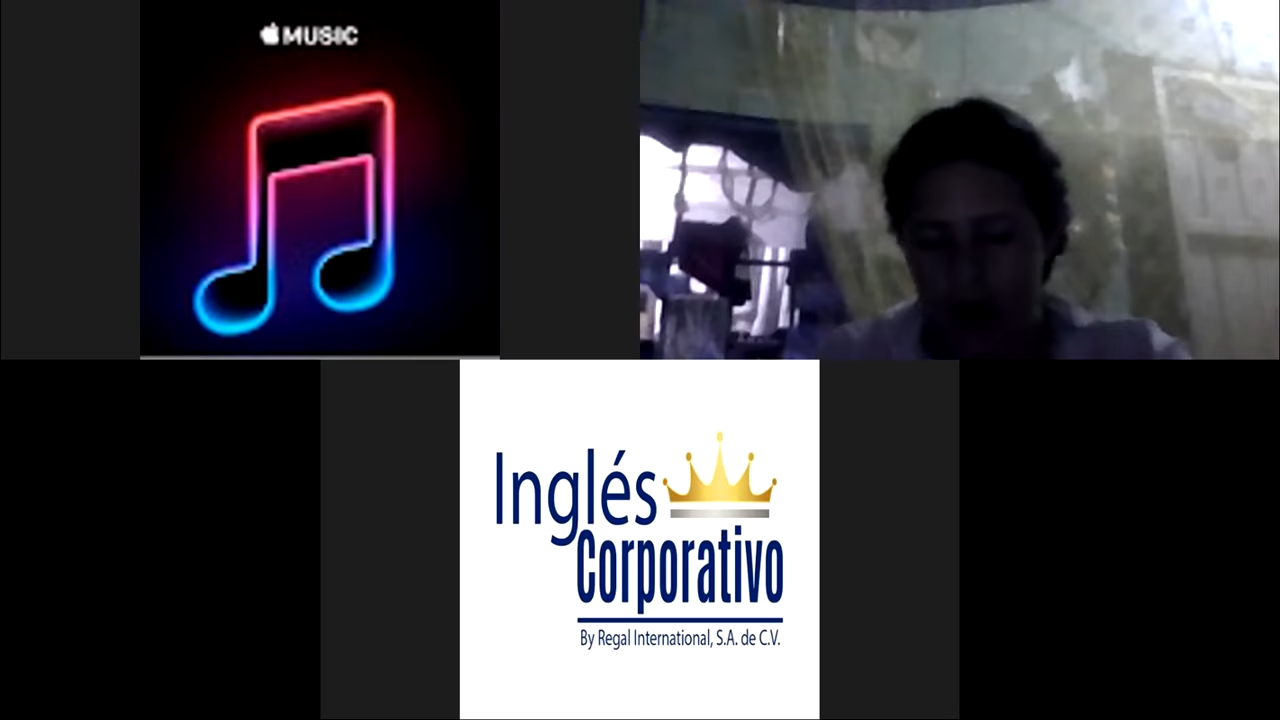 MUSIC
Inglés
Corporativo
By Regal International, S.A. de C.V.